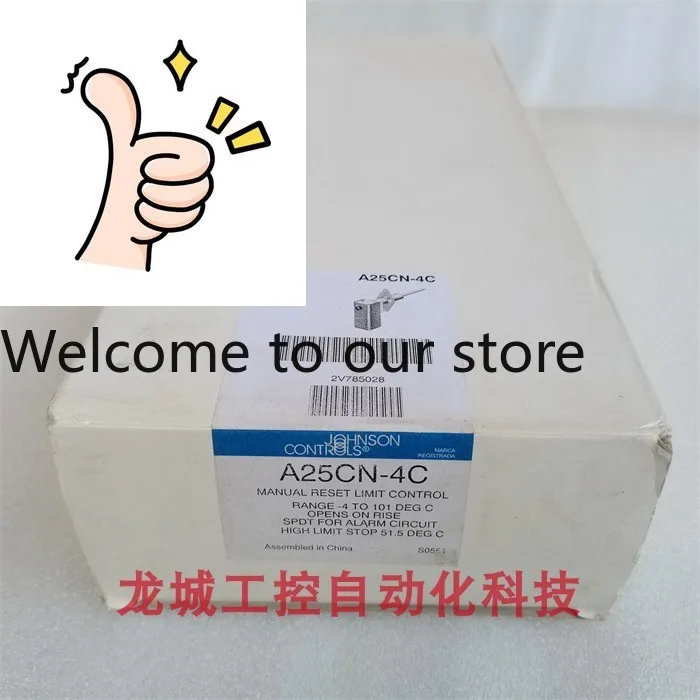 A25CN-4C
Welcome to our store
2V785028
JOHNSON
CONTROLS®
MARCA
REGISTRADA
A25CN-4C
MANUAL RESET LIMIT CONTROL
RANGE -4 TO 101 DEG C
OPENS ON RISE
SPDT FOR ALARM CIRCUIT
HIGH LIMIT STOP 51.5 DEG C
Assembled in China
龙城工控自动化科技